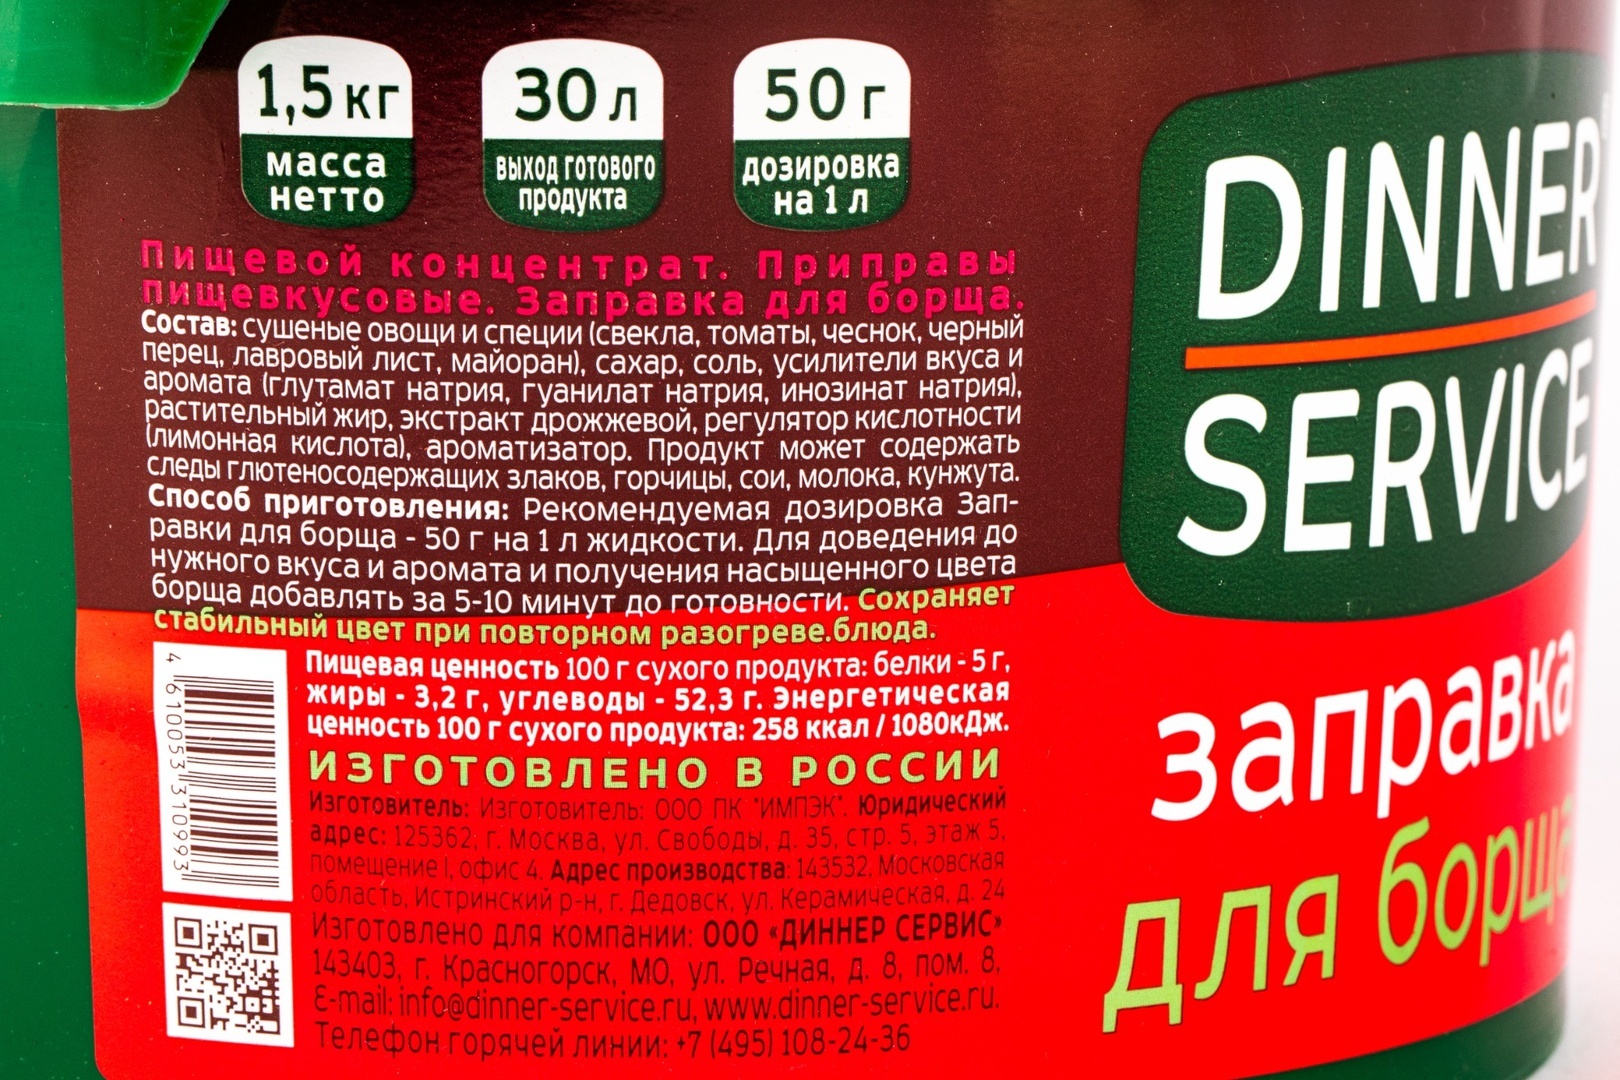 1,5 кг
масса
нетто
30 л
выход готового
продукта
50 г
дозировка
на 1 л
Пищевой концентрат. Приправы
пищевкусовые. Заправка для борща.
Состав: сушеные овощи и специи (свекла, томаты, чеснок, черный
перец, лавровый лист, майоран), сахар, соль, усилители вкуса и
аромата (глутамат натрия, гуанилат натрия, инозинат натрия),
растительный жир, экстракт дрожжевой, регулятор кислотности
(лимонная кислота), ароматизатор. Продукт может содержать
следы глютеносодержащих злаков, горчицы, сои, молока, кунжута.
Способ приготовления: Рекомендуемая дозировка Зап-
равки для борща - 50 г на 1 л жидкости. Для доведения до
нужного вкуса и аромата и получения насыщенного цвета
борща добавлять за 5-10 минут до готовности. Сохраняет
стабильный цвет при повторном разогреве.блюда.
Пищевая ценность 100 г сухого продукта: белки - 5 г,
жиры - 3,2 г, углеводы - 52,3 г. Энергетическая
ценность 100 г сухого продукта: 258 ккал / 1080кДж.
ИЗГОТОВЛЕНО В РОССИИ
Изготовитель: Изготовитель: ООО ПК "ИМПЭК". Юридический
адрес: 125362, г. Москва, ул. Свободы, д. 35, стр. 5, этаж 5,
помещение I, офис 4. Адрес производства: 143532, Московская
область, Истринский р-н, г. Дедовск, ул. Керамическая, д. 24
Изготовлено для компании: ООО «ДИННЕР СЕРВИС»
143403, г. Красногорск, МО, ул. Речная, д. 8, пом. 8,
E-mail: info@dinner-service.ru, www.dinner-service.ru.
Телефон горячей линии: +7 (495) 108-24-36
4 610053 310993
DINNER
SERVICE
заправка
для борща